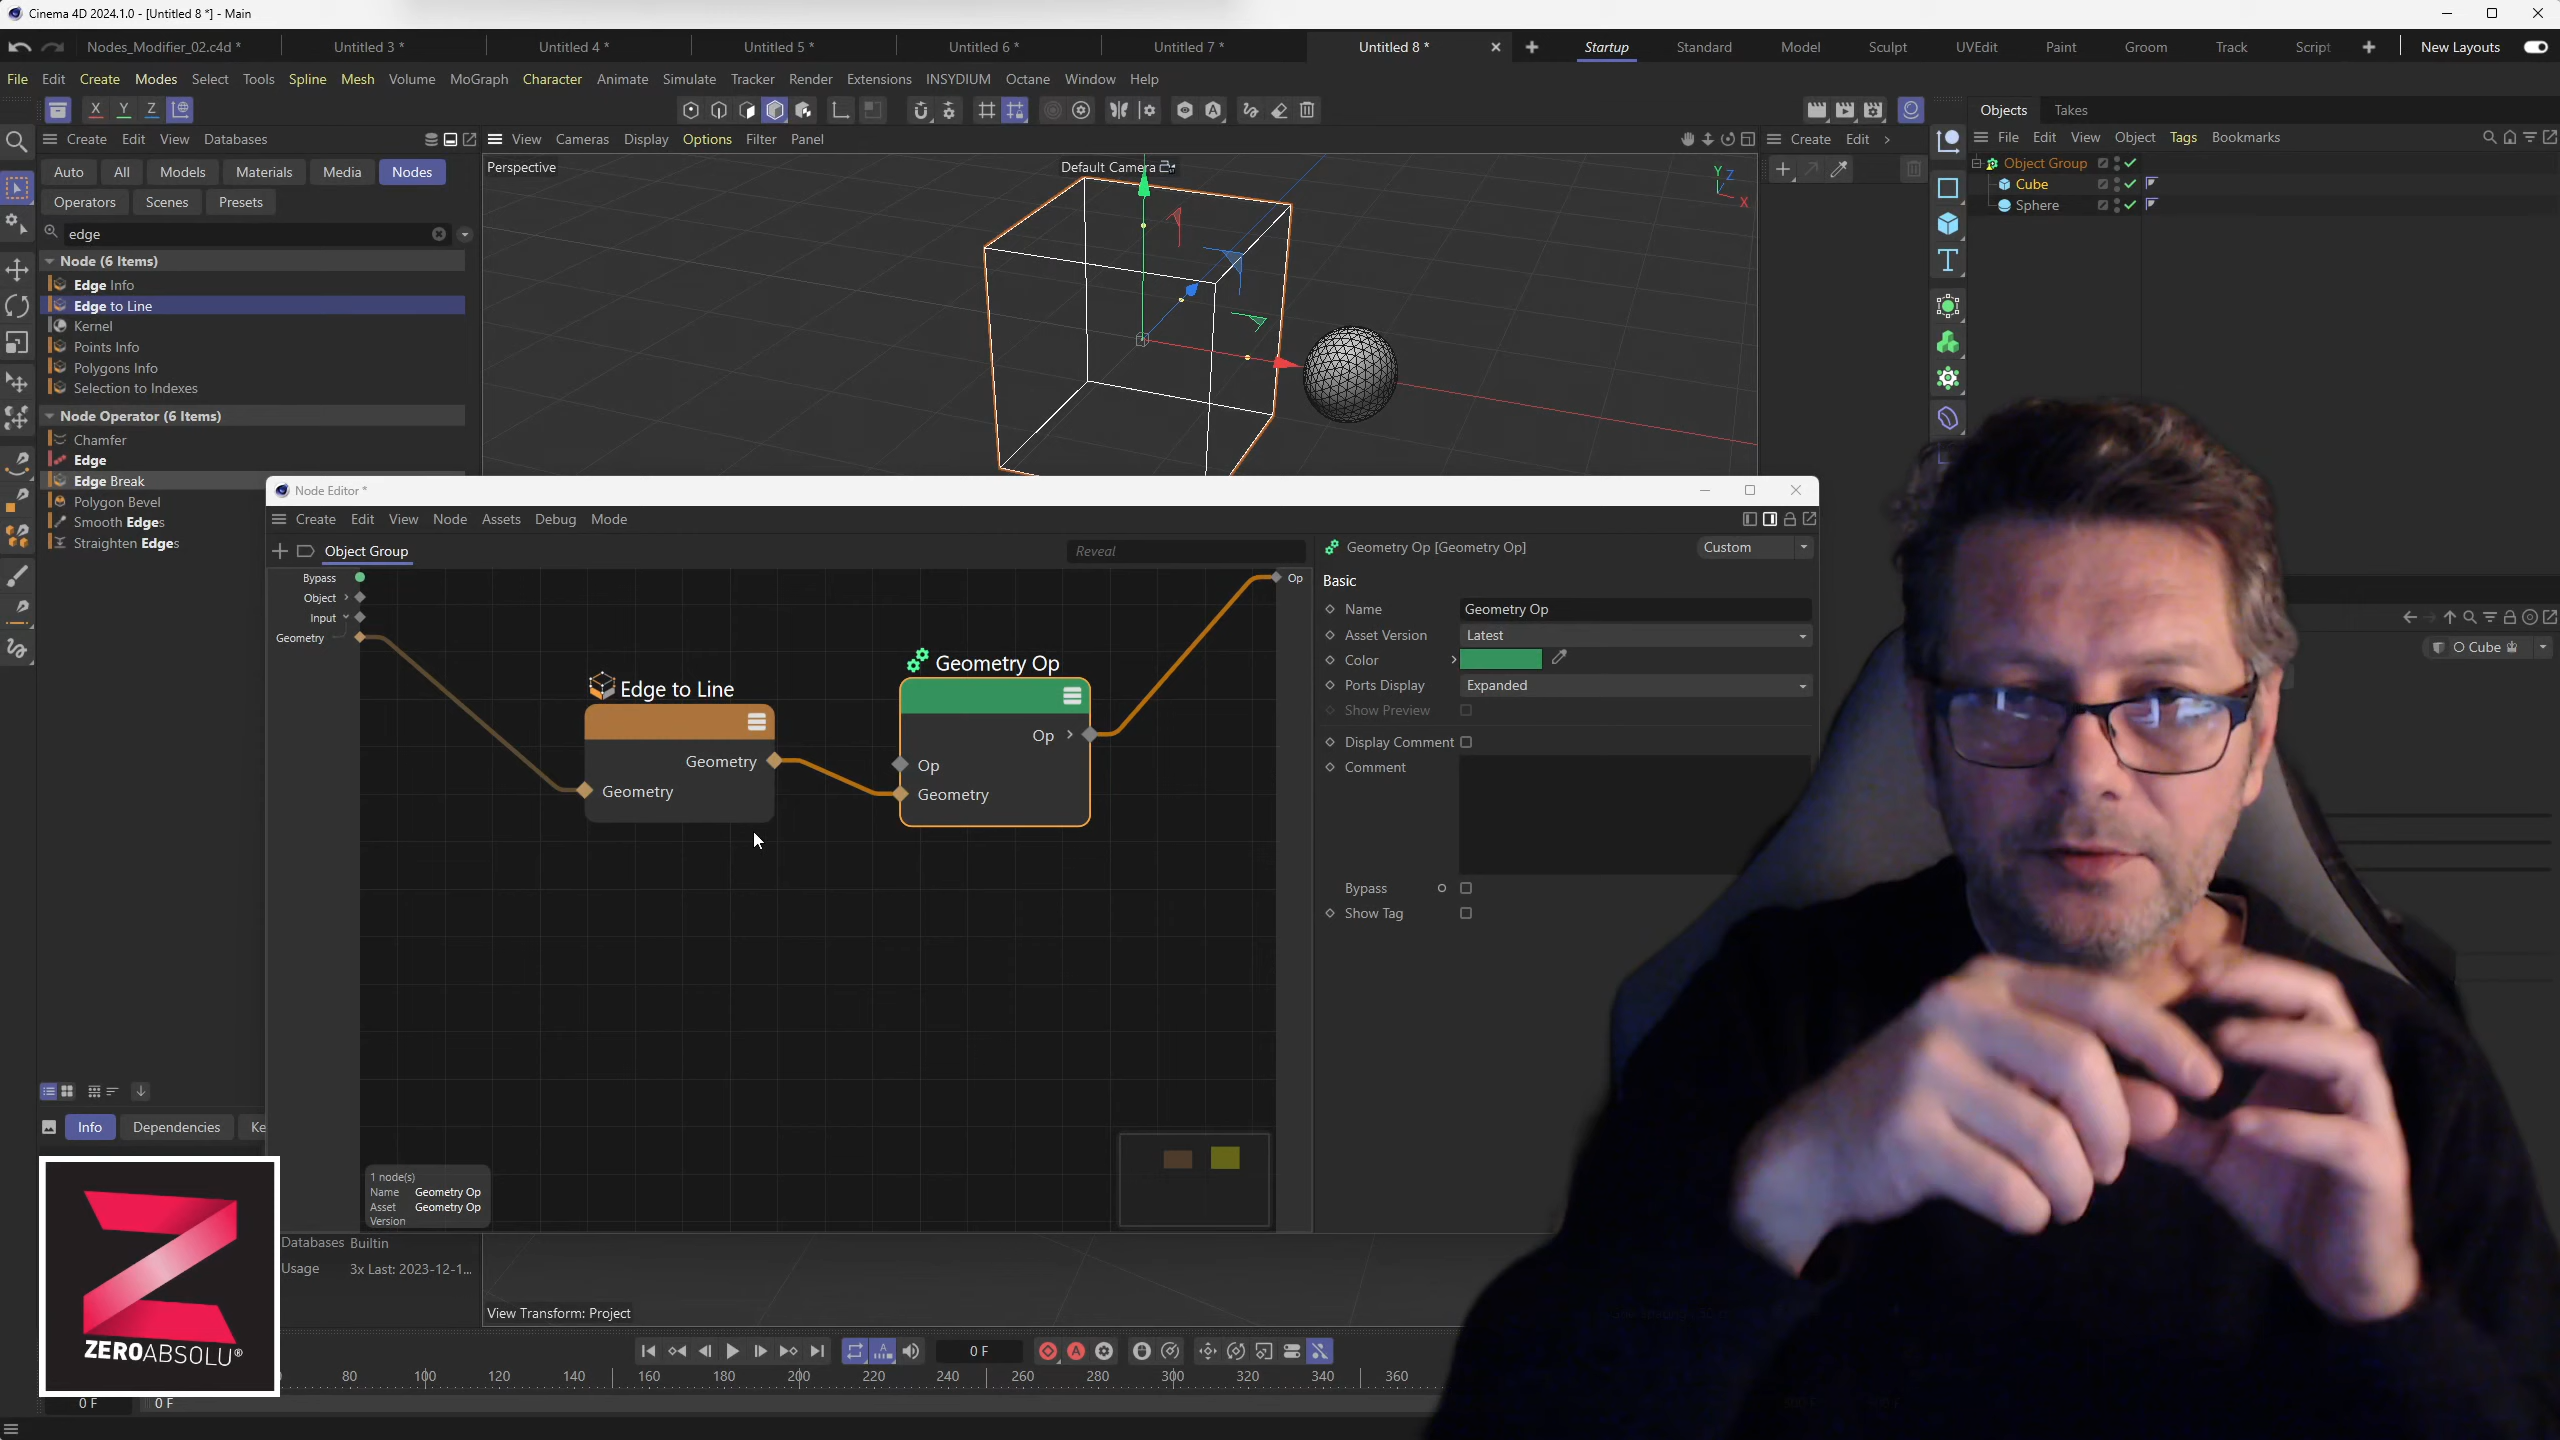 Cinema 4D 2024.1.0 - [Untitled 8 *] - Main
Nodes_Modifier_02.c4d *
Untitled 3 *
Untitled 4 *
Untitled 5 *
Untitled 6 *
Untitled 7 *
Untitled 8 *
Startup
Standard
Model
Sculpt
UVEdit
Paint
Groom
Track
Script
New Layouts
File Edit Create Modes Select Tools Spline Mesh Volume MoGraph Character Animate Simulate Tracker Render Extensions INSYDIUM Octane Window Help
X Y Z
Objects Takes
Create Edit View Databases
View Cameras Display Options Filter Panel
Create Edit
File Edit View Object Tags Bookmarks
Auto All Models Materials Media Nodes
Operators Scenes Presets
edge
Perspective
Default Camera
Y Z
X
Object Group
Cube
Sphere
Node (6 Items)
Edge Info
Edge to Line
Kernel
Points Info
Polygons Info
Selection to Indexes
Node Operator (6 Items)
Chamfer
Edge
Edge Break
Polygon Bevel
Smooth Edges
Straighten Edges
Node Editor *
Create Edit View Node Assets Debug Mode
Object Group
Reveal
Bypass
Object
Input
Geometry
Op
Edge to Line
Geometry
Geometry
Geometry Op
Op
Op
Geometry
Geometry Op [Geometry Op]
Custom
Basic
Name Geometry Op
Asset Version Latest
Color
Ports Display Expanded
Show Preview
Display Comment
Comment
Bypass
Show Tag
Cube
1 node(s)
Name Geometry Op
Asset Geometry Op
Version
Info Dependencies Ke
Databases Builtin
Usage 3x Last: 2023-12-1...
View Transform: Project
ZEROABSOLU®
0 F
80 100 120 140 160 180 200 220 240 260 280 300 320 340 360
0 F 0 F